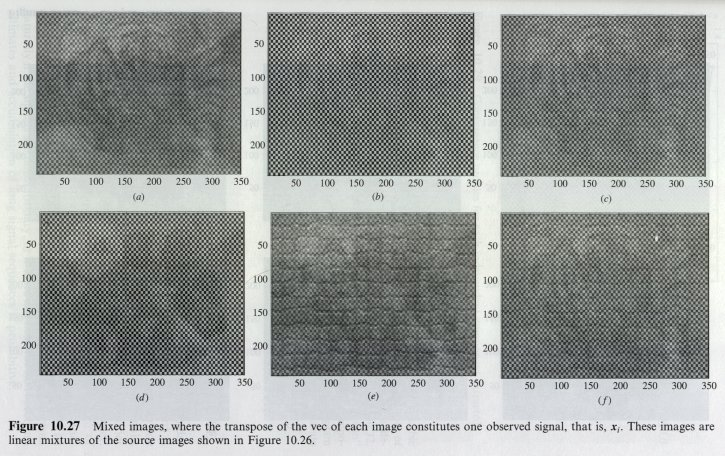 50
100
150
200
50 100 150 200 250 300 350
(a)
50
100
150
200
50 100 150 200 250 300 350
(b)
50
100
150
200
50 100 150 200 250 300 350
(c)
50
100
150
200
50 100 150 200 250 300 350
(d)
50
100
150
200
50 100 150 200 250 300 350
(e)
50
100
150
200
50 100 150 200 250 300 350
(f)
Figure 10.27 Mixed images, where the transpose of the vec of each image constitutes one observed signal, that is, xᵢ. These images are
linear mixtures of the source images shown in Figure 10.26.